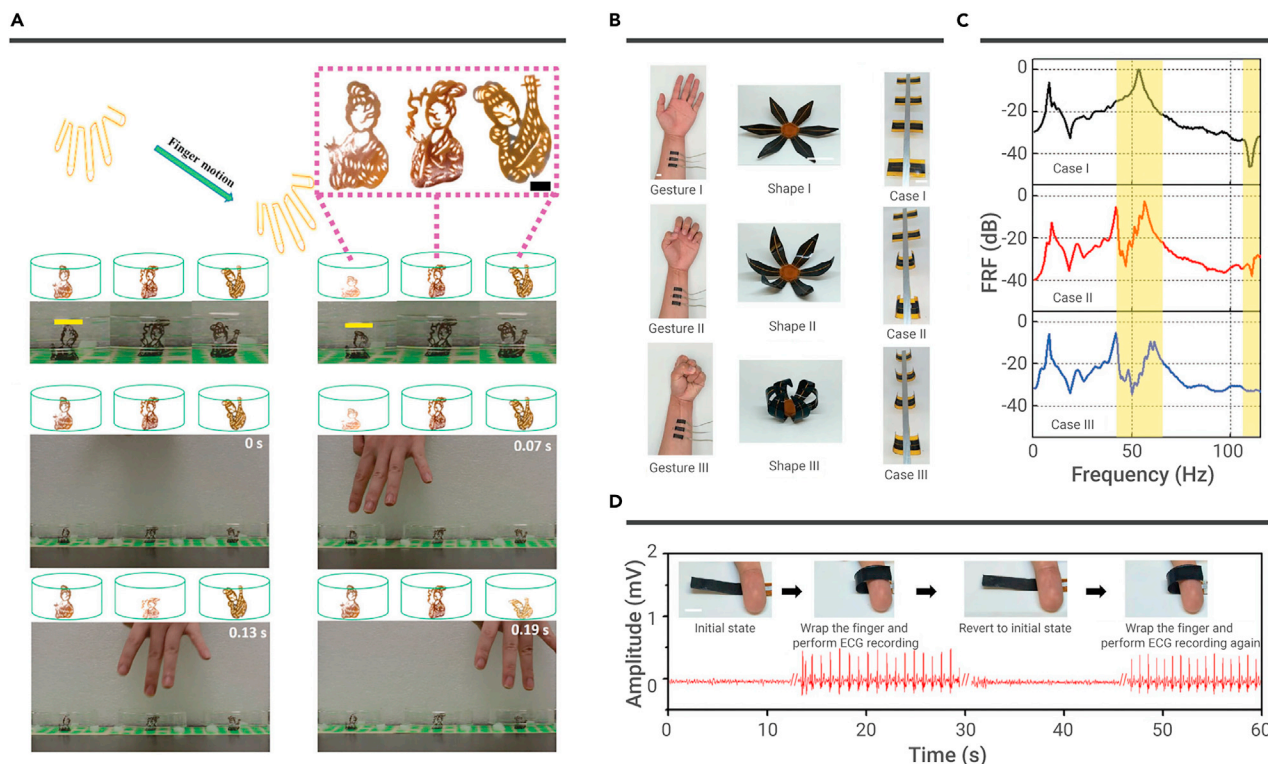 A
Finger motion
0 s
0.07 s
0.13 s
0.19 s
B
Gesture I
Shape I
Case I
Gesture II
Shape II
Case II
Gesture III
Shape III
Case III
C
FRF (dB)
0
-20
-40
Case I
0
-20
-40
Case II
0
-20
-40
Case III
0
50
100
Frequency (Hz)
D
Amplitude (mV)
2
1
0
Initial state
Wrap the finger and
perform ECG recording
Revert to initial state
Wrap the finger and
perform ECG recording again
0
10
20
30
40
50
60
Time (s)